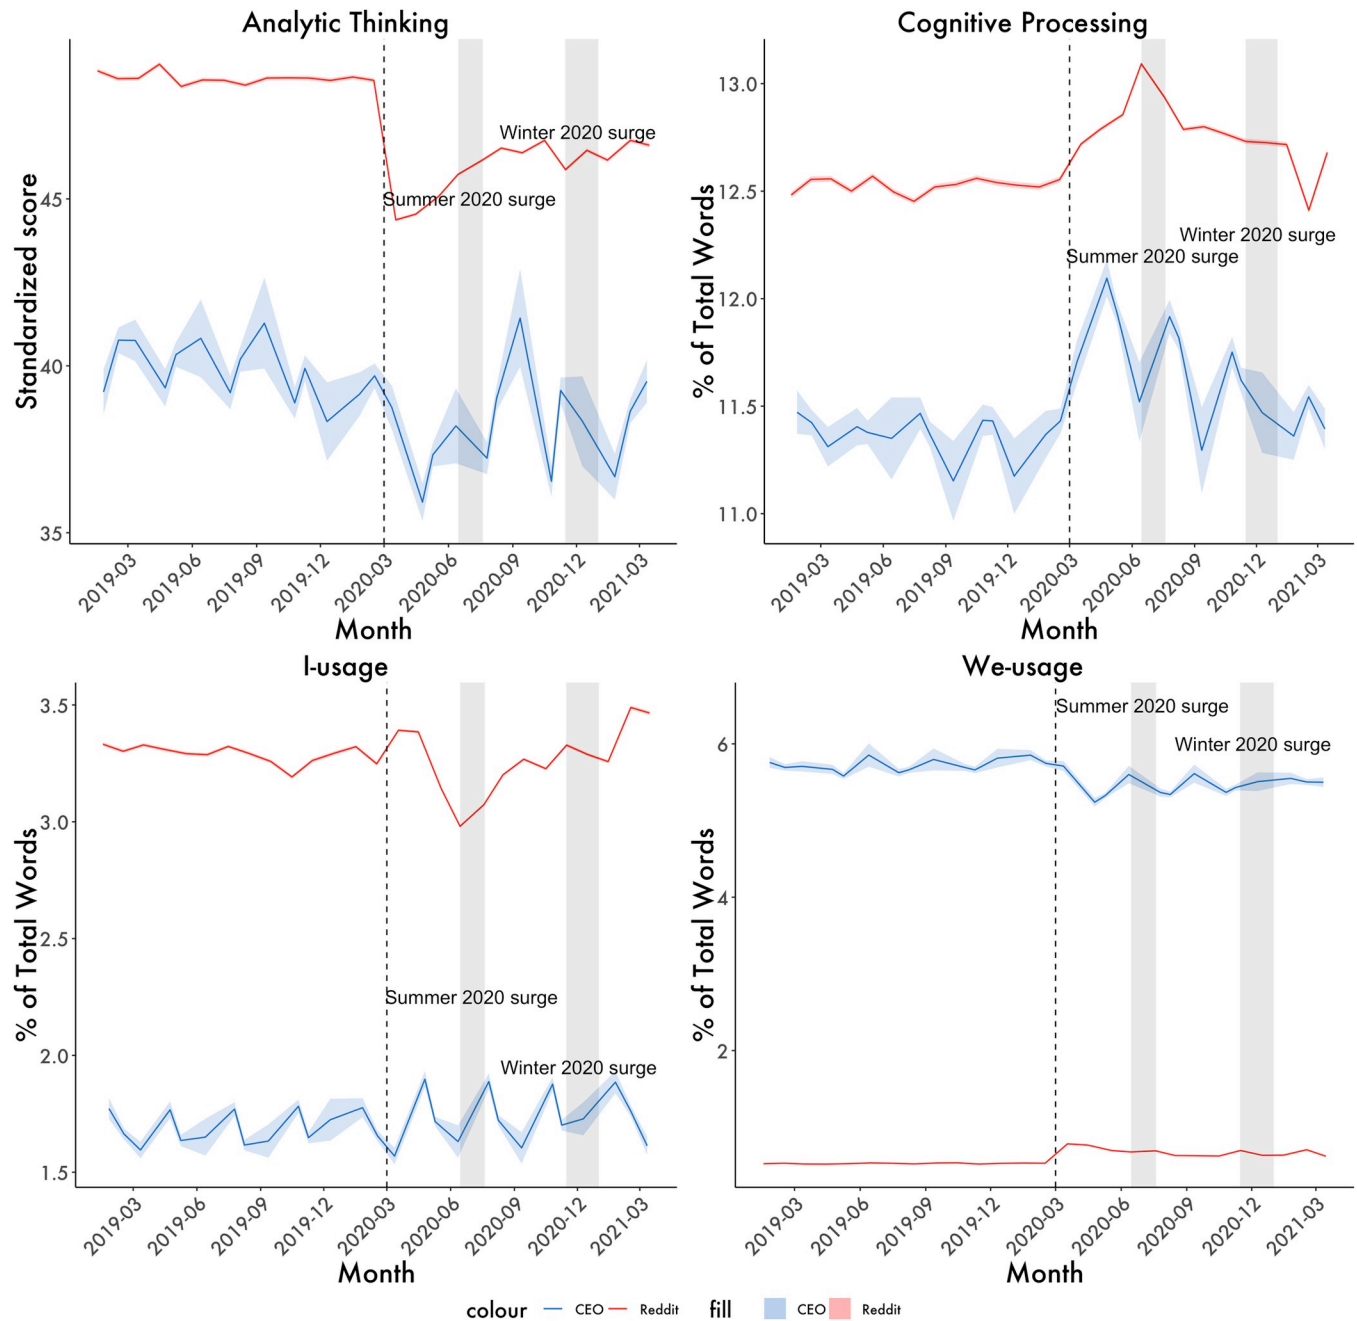 Analytic Thinking
Standardized score
45
40
35
Winter 2020 surge
Summer 2020 surge
2019-03
2019-06
2019-09
2019-12
2020-03
2020-06
2020-09
2020-12
2021-03
Month
Cognitive Processing
% of Total Words
13.0
12.5
12.0
11.5
11.0
Winter 2020 surge
Summer 2020 surge
2019-03
2019-06
2019-09
2019-12
2020-03
2020-06
2020-09
2020-12
2021-03
Month
I-usage
% of Total Words
3.5
3.0
2.5
2.0
1.5
Summer 2020 surge
Winter 2020 surge
2019-03
2019-06
2019-09
2019-12
2020-03
2020-06
2020-09
2020-12
2021-03
Month
We-usage
% of Total Words
6
4
2
Summer 2020 surge
Winter 2020 surge
2019-03
2019-06
2019-09
2019-12
2020-03
2020-06
2020-09
2020-12
2021-03
Month
colour CEO Reddit fill CEO Reddit